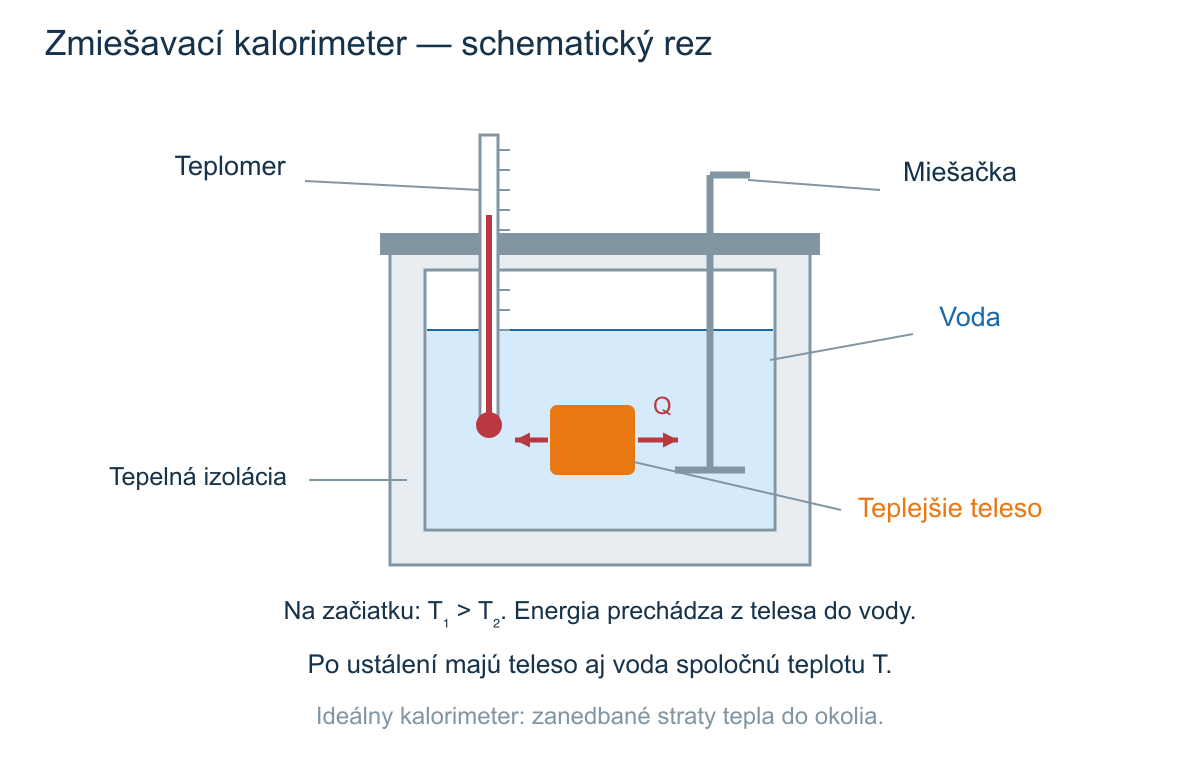 Zmiešavací kalorimeter — schematický rez
Teplomer
Miešačka
Voda
Q
Tepelná izolácia
Teplejšie teleso
Na začiatku: T₁ > T₂. Energia prechádza z telesa do vody.
Po ustálení majú teleso aj voda spoločnú teplotu T.
Ideálny kalorimeter: zanedbané straty tepla do okolia.